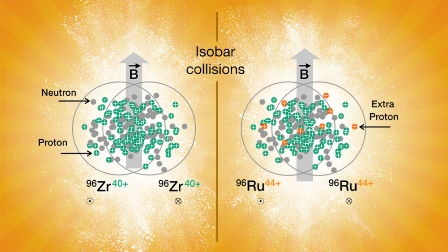 Isobar
collisions
B
B
Neutron
Extra
Proton
Proton
96Zr40+
96Zr40+
96Ru44+
96Ru44+